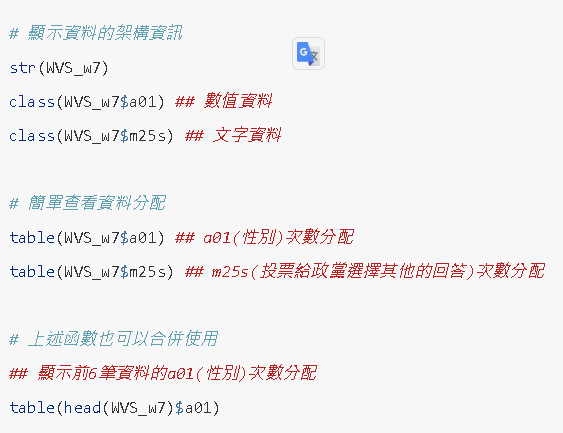 # 顯示資料的架構資訊
str(WVS_w7)
class(WVS_w7$a01) ## 數值資料
class(WVS_w7$m25s) ## 文字資料
# 簡單查看資料分配
table(WVS_w7$a01) ## a01(性別)次數分配
table(WVS_w7$m25s) ## m25s(投票給政黨選擇其他的回答)次數分配
# 上述函數也可以合併使用
## 顯示前6筆資料的a01(性別)次數分配
table(head(WVS_w7)$a01)